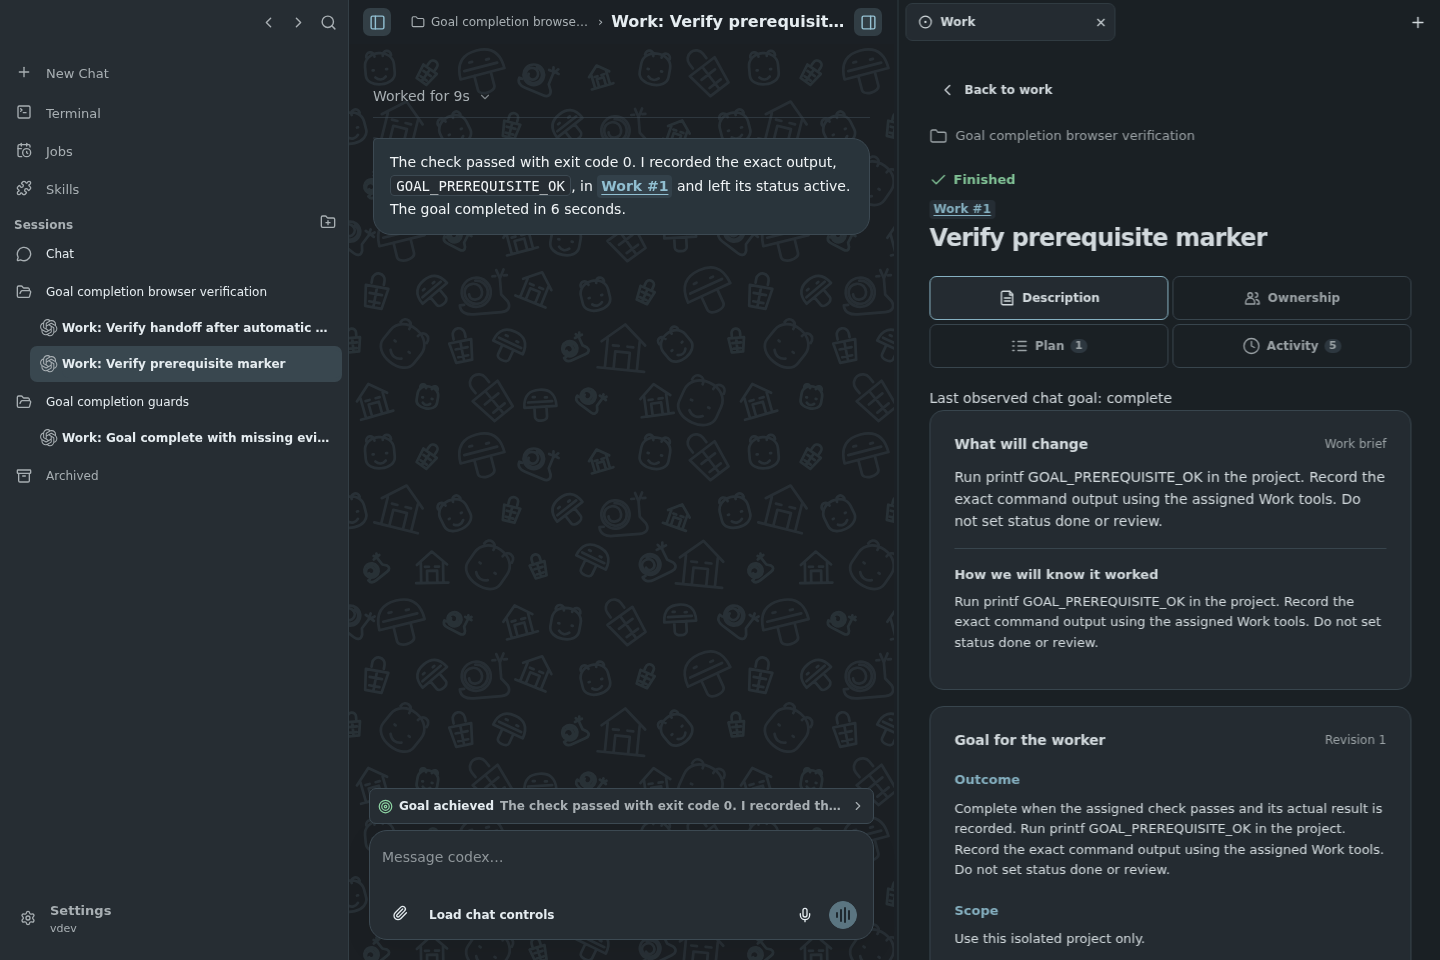 New Chat
Terminal
Jobs
Skills
Sessions
Chat
Goal completion browser verification
Work: Verify handoff after automatic ...
Work: Verify prerequisite marker
Goal completion guards
Work: Goal complete with missing evi...
Archived
Settings
vdev
Goal completion browse... › Work: Verify prerequisit...
Worked for 9s
The check passed with exit code 0. I recorded the exact output,
GOAL_PREREQUISITE_OK, in Work #1 and left its status active.
The goal completed in 6 seconds.
Goal achieved The check passed with exit code 0. I recorded th...
Message codex...
Load chat controls
Work
Back to work
Goal completion browser verification
Finished
Work #1
Verify prerequisite marker
Description
Ownership
Plan 1
Activity 5
Last observed chat goal: complete
What will change
Work brief
Run printf GOAL_PREREQUISITE_OK in the project. Record the
exact command output using the assigned Work tools. Do
not set status done or review.
How we will know it worked
Run printf GOAL_PREREQUISITE_OK in the project. Record the
exact command output using the assigned Work tools. Do not set
status done or review.
Goal for the worker
Revision 1
Outcome
Complete when the assigned check passes and its actual result is
recorded. Run printf GOAL_PREREQUISITE_OK in the project.
Record the exact command output using the assigned Work tools.
Do not set status done or review.
Scope
Use this isolated project only.